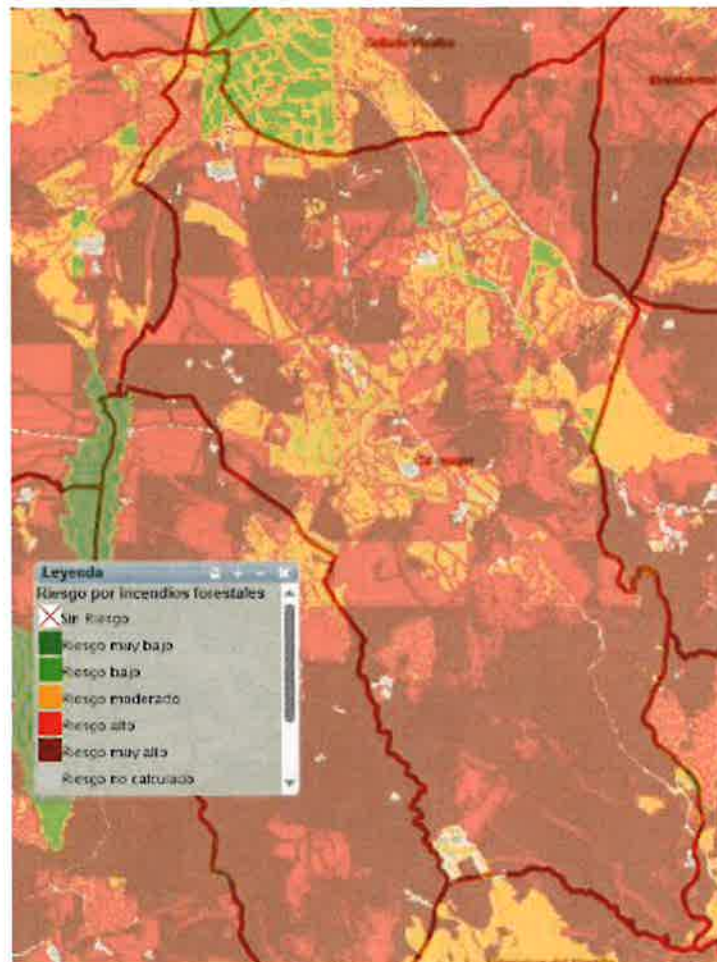 Leyenda
Riesgo por incendios forestales
Sin Riesgo
Riesgo muy bajo
Riesgo bajo
Riesgo moderado
Riesgo alto
Riesgo muy alto
Riesgo no calculado